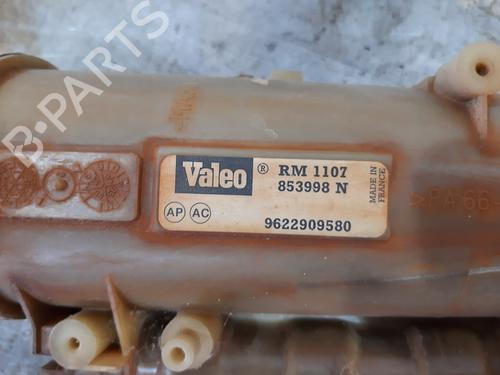 B-PARTS
Valeo ® RM 1107
853998 N
AP AC
9622909580
MADE IN
FRANCE